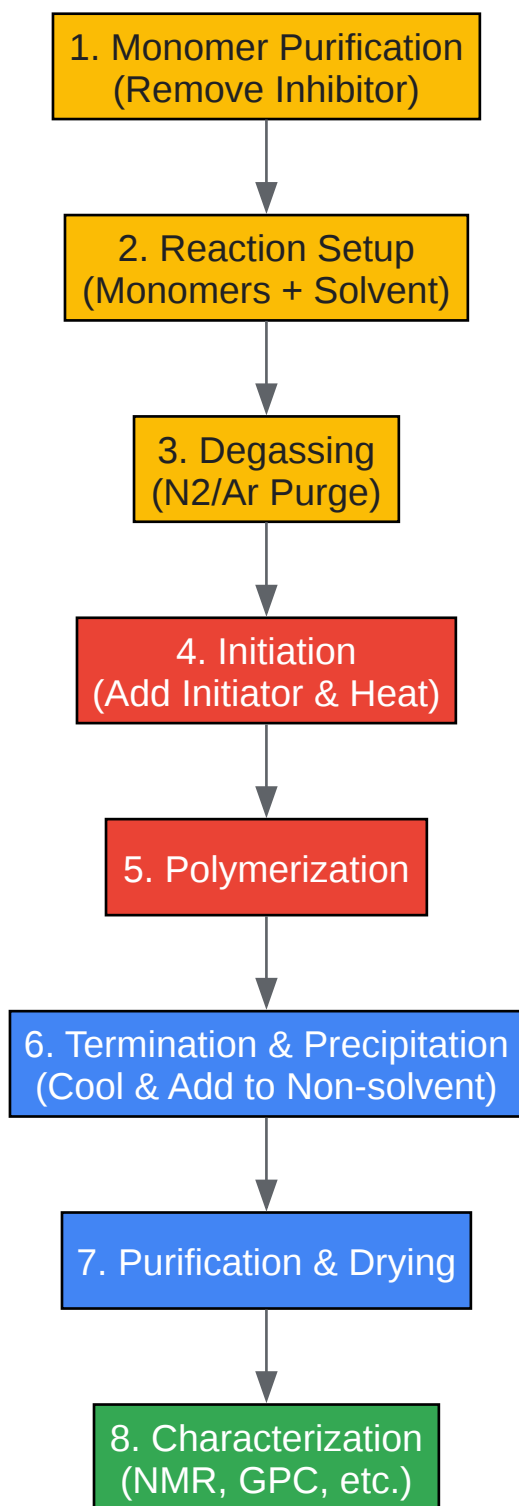 1. Monomer Purification
(Remove Inhibitor)
2. Reaction Setup
(Monomers + Solvent)
3. Degassing
(N2/Ar Purge)
4. Initiation
(Add Initiator & Heat)
5. Polymerization
6. Termination & Precipitation
(Cool & Add to Non-solvent)
7. Purification & Drying
8. Characterization
(NMR, GPC, etc.)